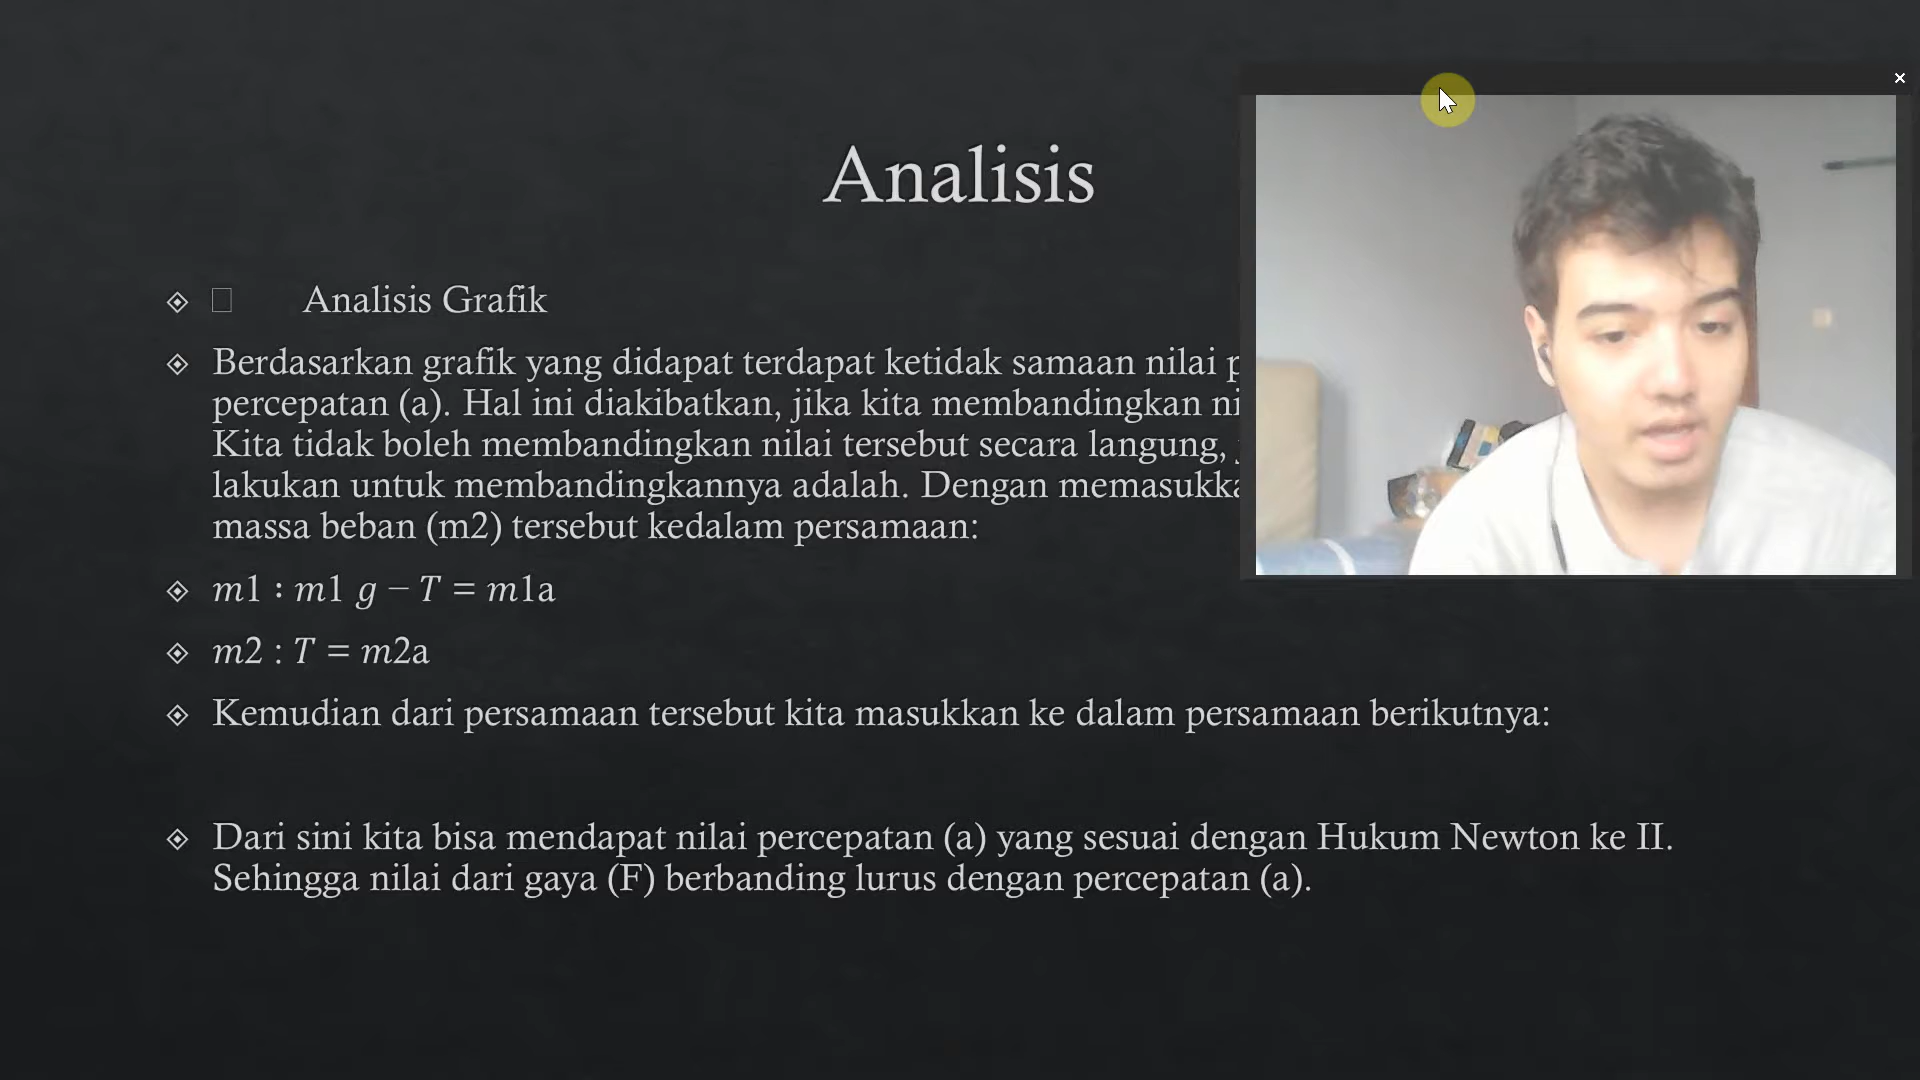 Analisis
Analisis Grafik
Berdasarkan grafik yang didapat terdapat ketidak samaan nilai
percepatan (a). Hal ini diakibatkan, jika kita membandingkan
Kita tidak boleh membandingkan nilai tersebut secara langung,
lakukan untuk membandingkannya adalah. Dengan
massa beban (m2) tersebut kedalam persamaan:
m1 : m1 g − T = m1a
m2 : T = m2a
Kemudian dari persamaan tersebut kita masukkan ke dalam persamaan berikutnya:
Dari sini kita bisa mendapat nilai percepatan (a) yang sesuai dengan Hukum Newton ke II.
Sehingga nilai dari gaya (F) berbanding lurus dengan percepatan (a).